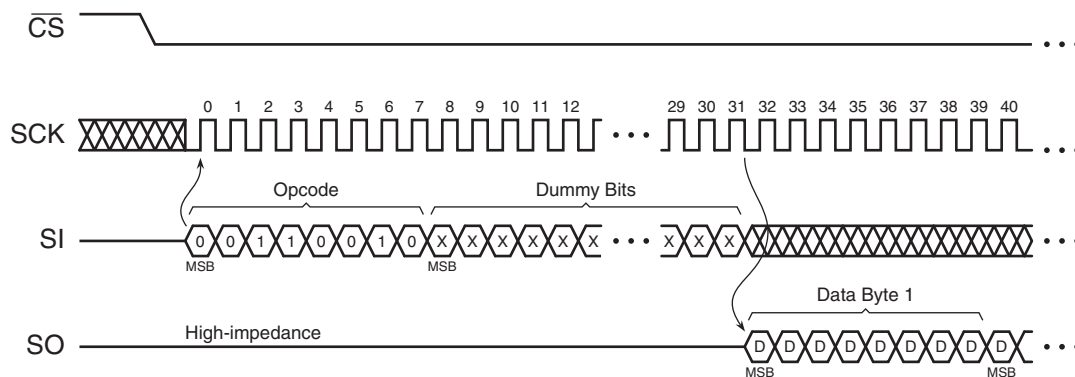 CS
0 1 2 3 4 5 6 7 8 9 10 11 12 29 30 31 32 33 34 35 36 37 38 39 40
SCK
Opcode Dummy Bits
SI 0 0 1 1 0 0 1 0 X X X X X X X X X
MSB MSB
High-impedance Data Byte 1
SO D D D D D D D D D
MSB MSB